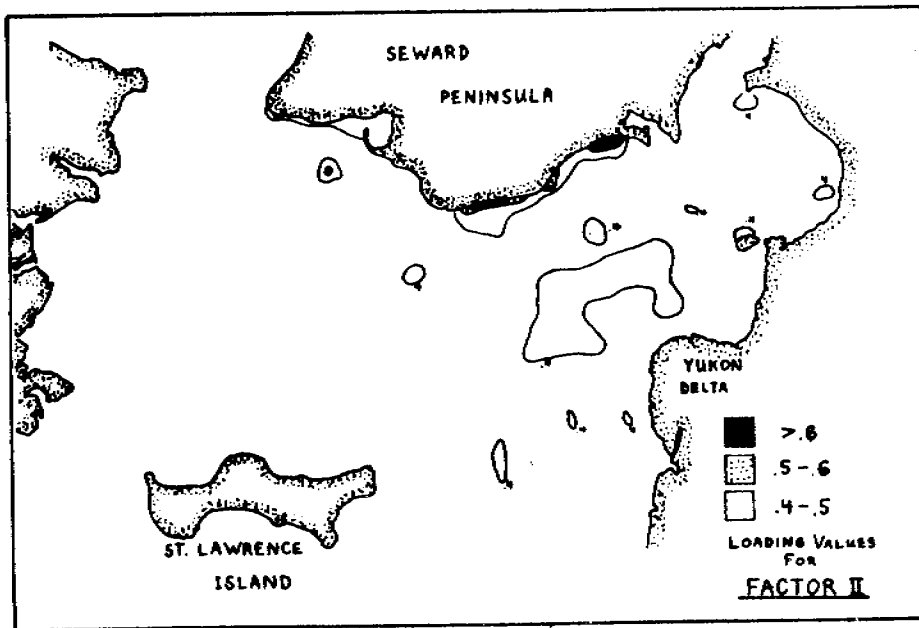 SEWARD
PENINSULA
YUKON
DELTA
>.6
.5-.6
.4-.5
ST. LAWRENCE
ISLAND
LOADING VALUES
FOR
FACTOR II